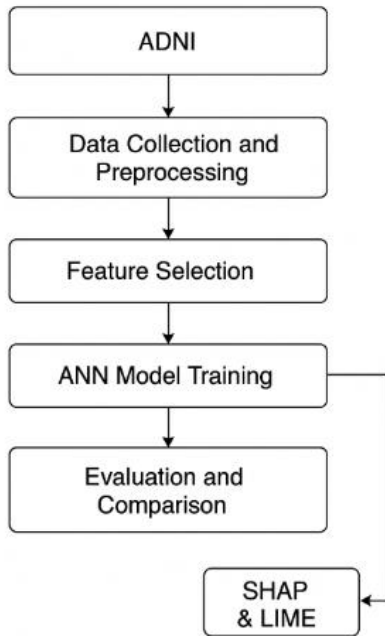 ADNI
Data Collection and
Preprocessing
Feature Selection
ANN Model Training
Evaluation and
Comparison
SHAP
& LIME